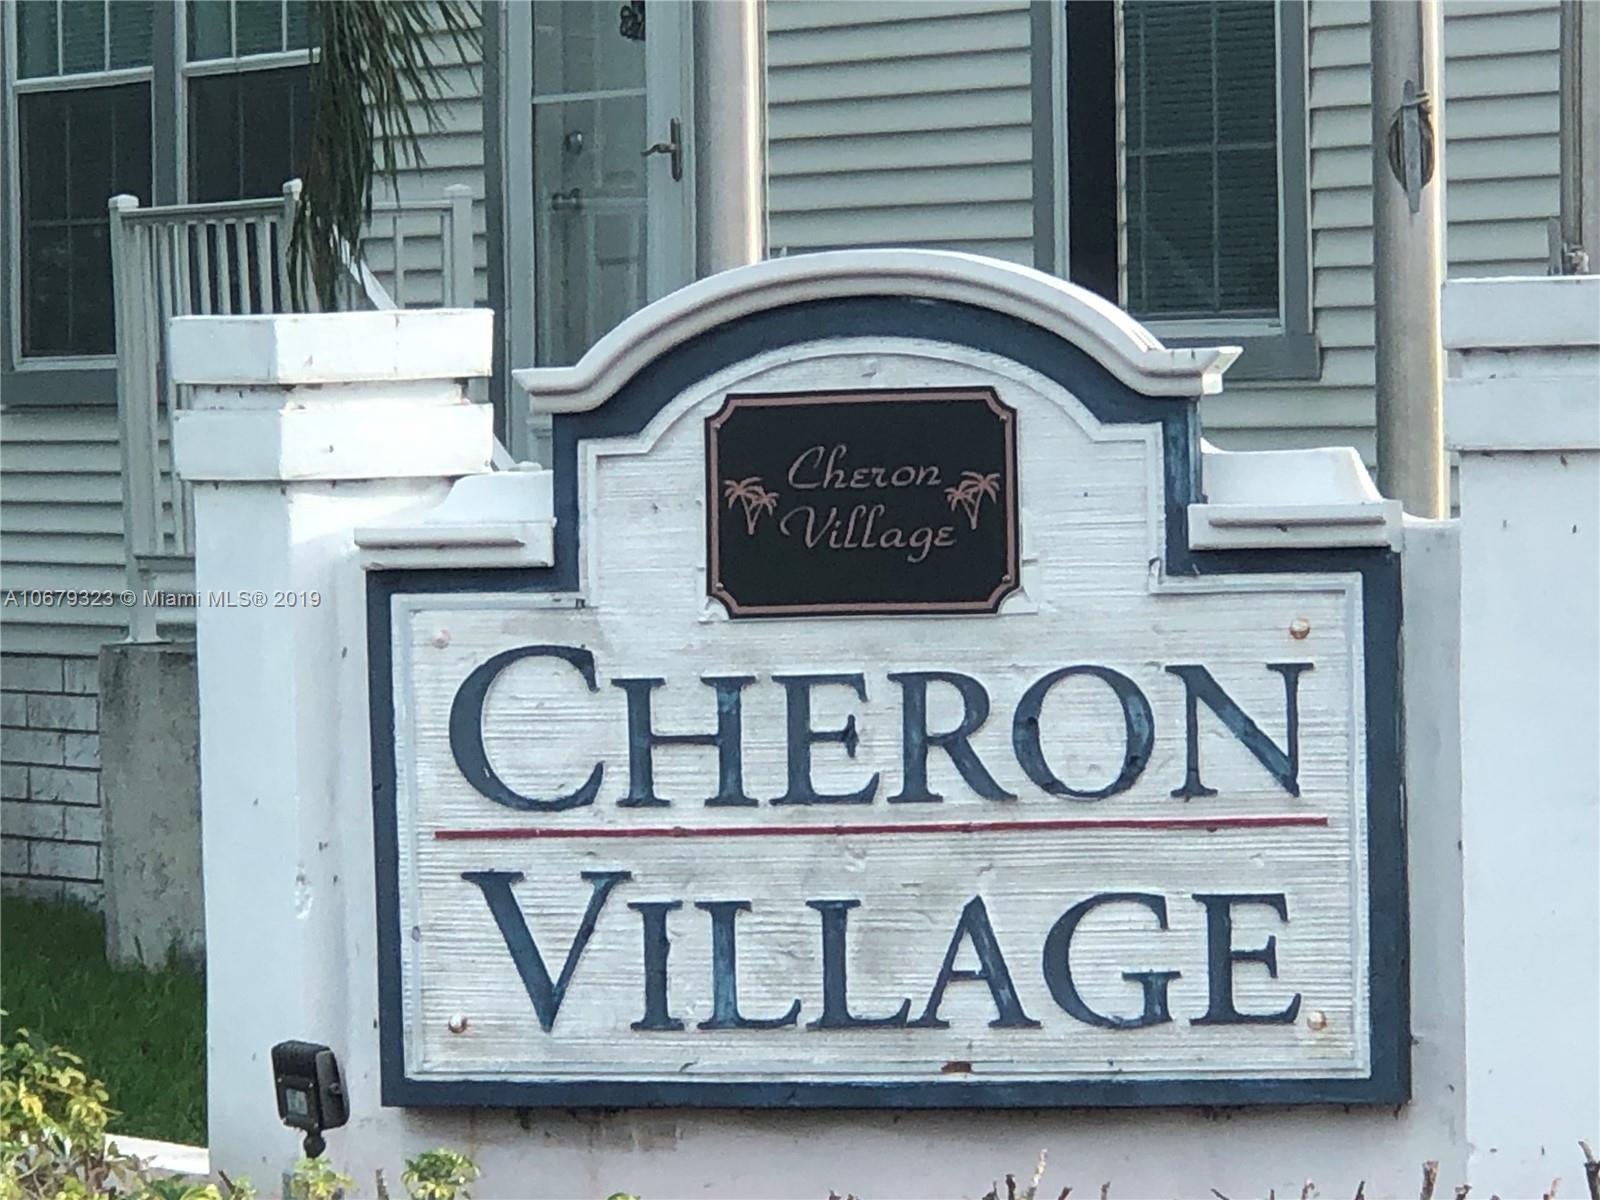 Cheron
Village
CHERON
VILLAGE
A10679323 © Miami MLS® 2019